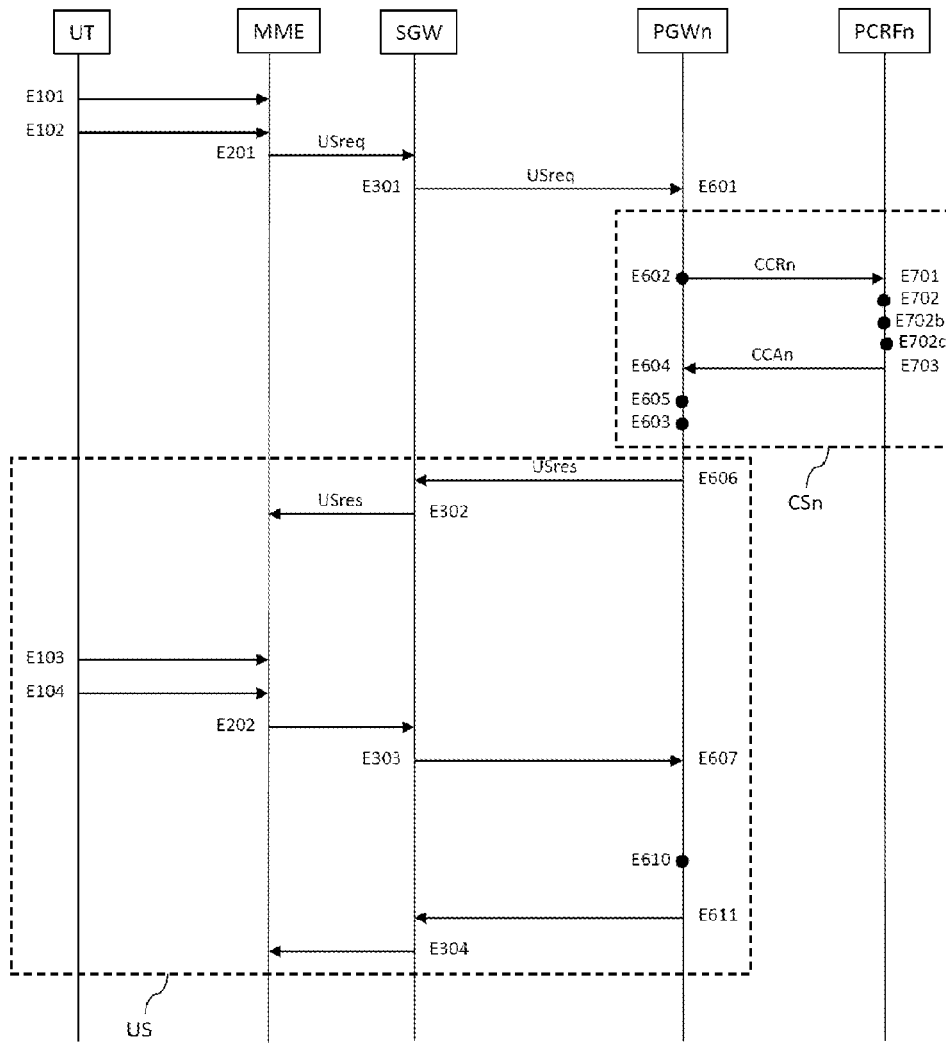 UT MME SGW PGWn PCRFn
E101
E102
E201 USreq
E301 USreq E601
E602 CCRn E701
E702
E702b
E702c
E604 CCAn E703
E605
E603
USres E606
USres E302
CSn
E103
E104
E202
E303 E607
E610
E611
E304
US